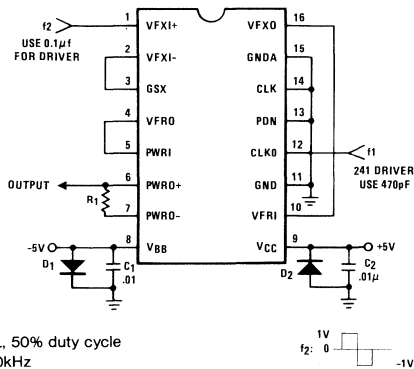 f2
1
VFXI+
VFXO
16
USE 0.1µf
FOR DRIVER
2
VFXI-
GNDA
15
3
GSX
CLK
14
4
VFRO
PDN
13
5
PWRI
CLK0
12
f1
241 DRIVER
USE 470pF
OUTPUT
6
PWRO+
GND
11
R1
7
PWRO-
VFRI
10
-5V
8
VBB
VCC
9
+5V
D1
C1
.01
D2
C2
.01µ
, 50% duty cycle
0kHz
f2:
1V
0
-1V